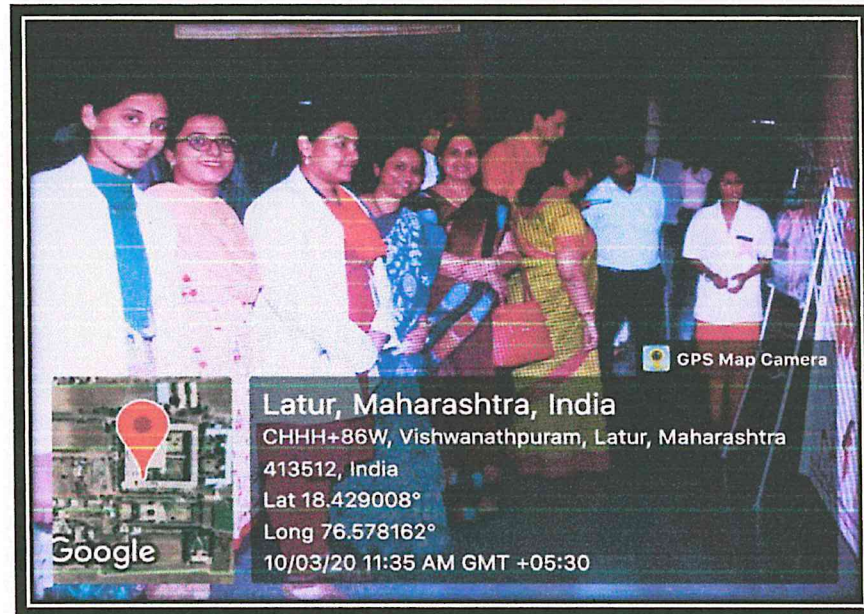 GPS Map Camera
Latur, Maharashtra, India
CHHH+86W, Vishwanathpuram, Latur, Maharashtra
413512, India
Lat 18.429008°
Long 76.578162°
10/03/20 11:35 AM GMT +05:30
Google